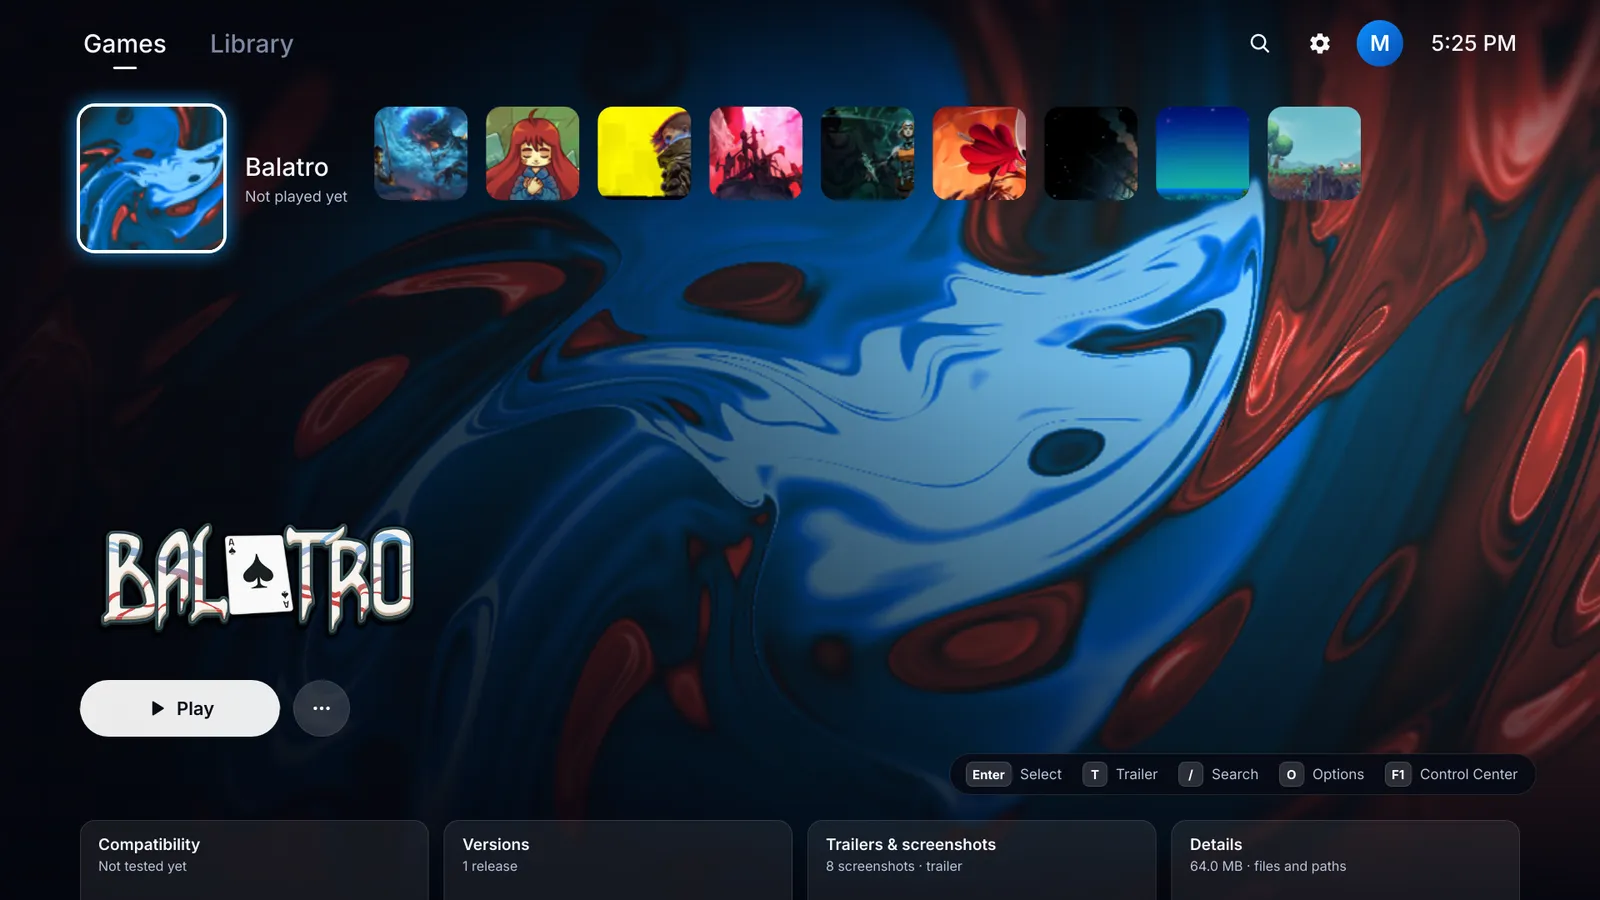 Games
Library
M
5:25 PM
Balatro
Not played yet
BALATRO
Play
Enter Select
T Trailer
/ Search
O Options
F1 Control Center
Compatibility
Not tested yet
Versions
1 release
Trailers & screenshots
8 screenshots · trailer
Details
64.0 MB · files and paths